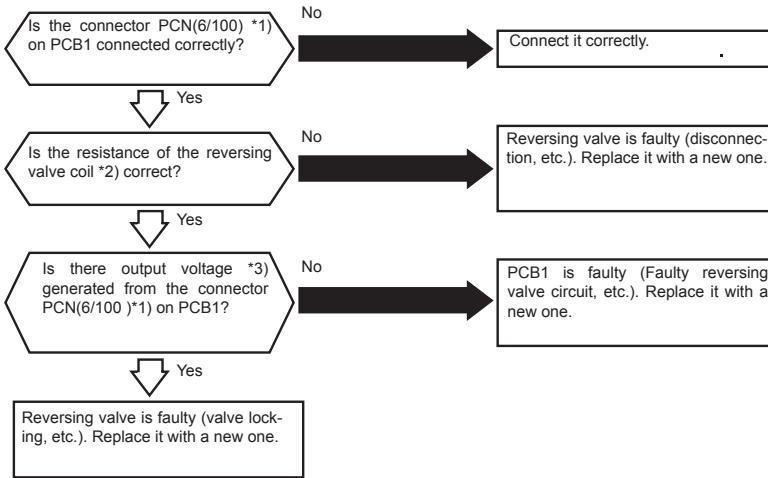 Is the connector PCN(6/100) *1)
on PCB1 connected correctly?
No
Connect it correctly.
Yes
Is the resistance of the reversing
valve coil *2) correct?
No
Reversing valve is faulty (disconnec-
tion, etc.). Replace it with a new one.
Yes
Is there output voltage *3)
generated from the connector
PCN(6/100 )*1) on PCB1?
No
PCB1 is faulty (Faulty reversing
valve circuit, etc.). Replace it with a
new one.
Yes
Reversing valve is faulty (valve lock-
ing, etc.). Replace it with a new one.